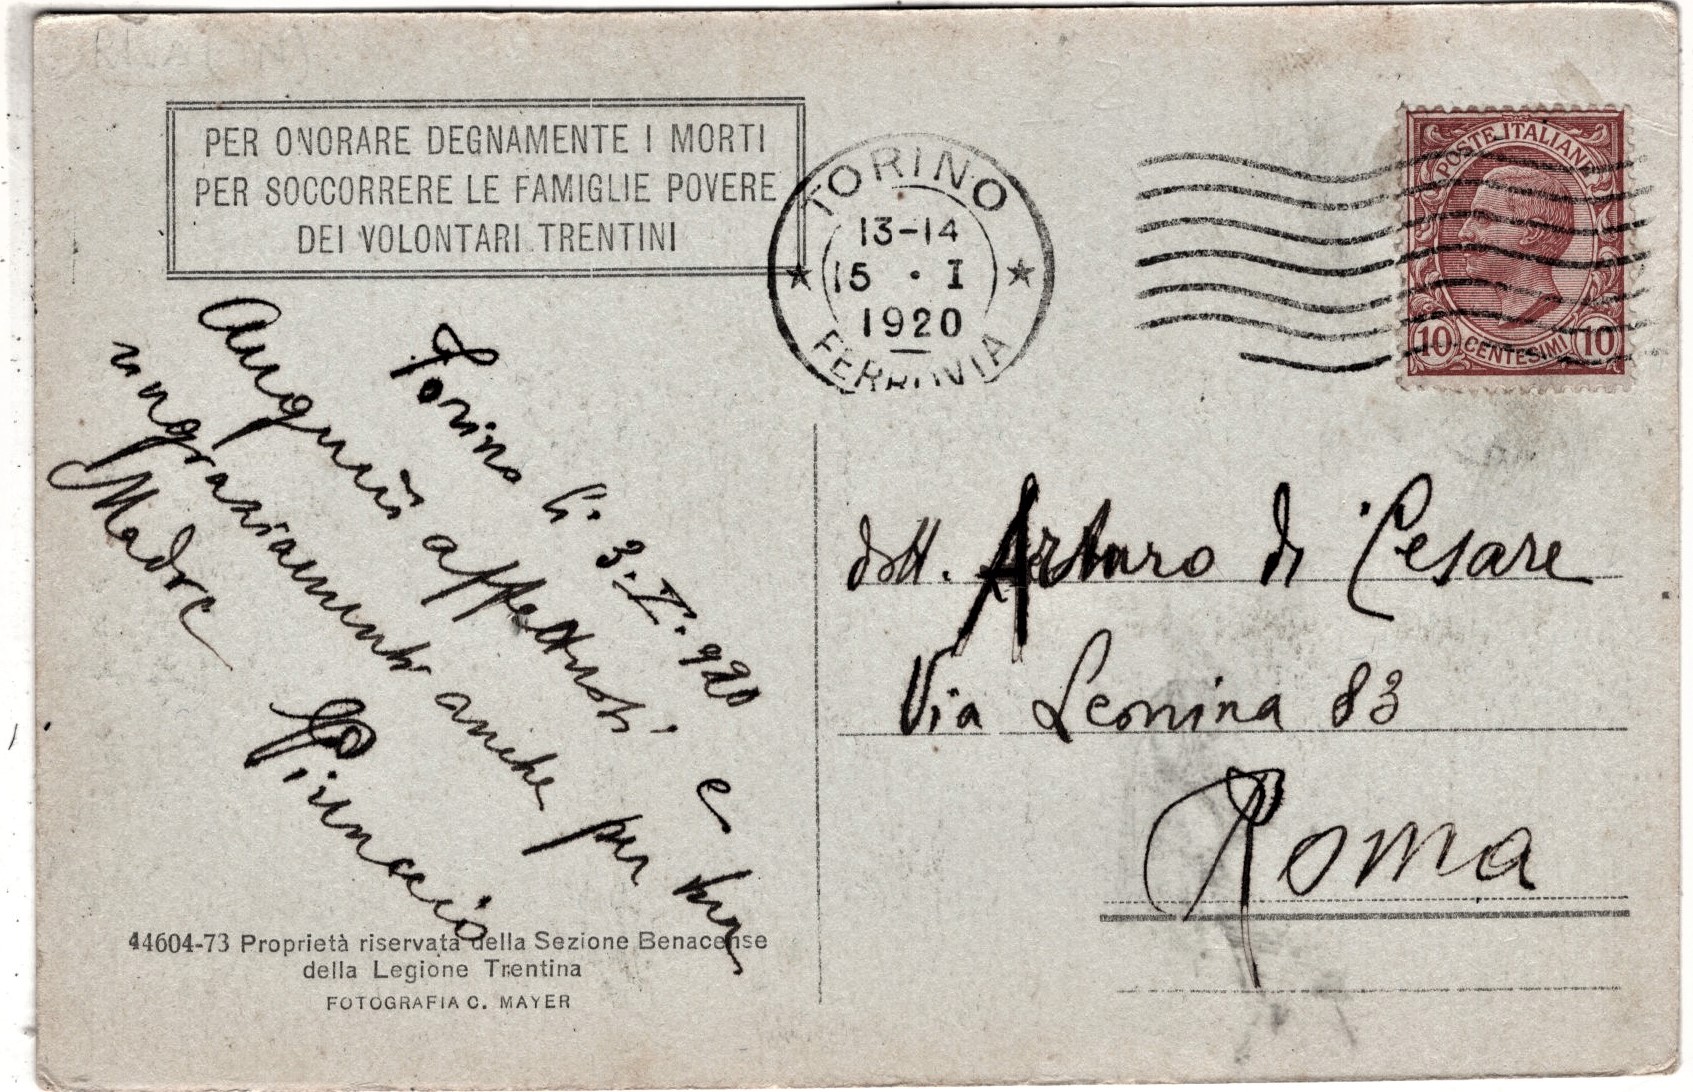 PER ONORARE DEGNAMENTE I MORTI
PER SOCCORRERE LE FAMIGLIE POVERE
DEI VOLONTARI TRENTINI
TORINO
13-14
15 · I
1920
FERROVIA
POSTE ITALIANE
10 CENTESIMI 10
Torino li 3.I.920
Auguri affettuosi e
ringraziamenti anche per tua
Madre
dott. Arturo di Cesare
Via Leonina 83
Roma
44604-73 Proprietà riservata della Sezione Benacense
della Legione Trentina
FOTOGRAFIA C. MAYER